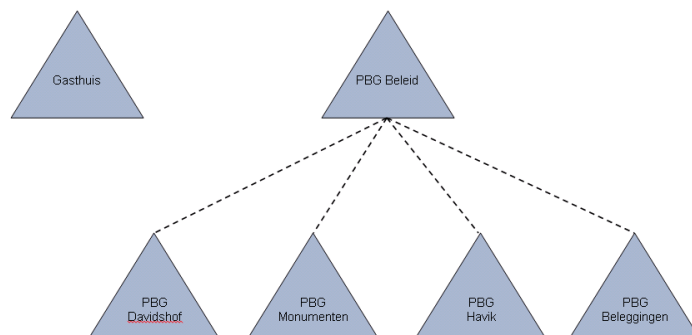 Gasthuis
PBG Beleid
PBG
Davidshof
PBG
Monumenten
PBG
Havik
PBG
Beleggingen